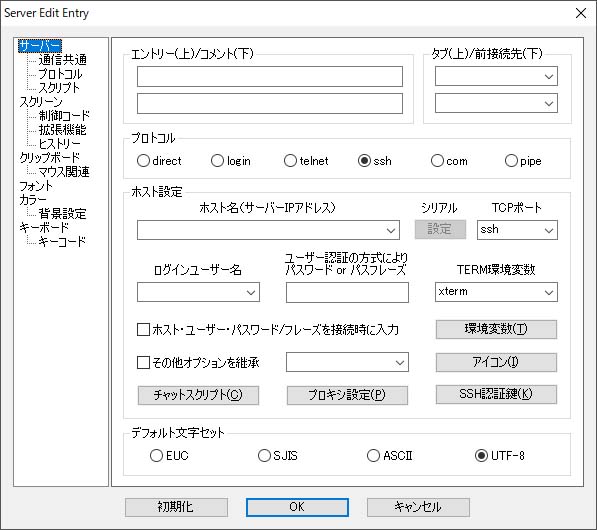 Server Edit Entry
サーバー
通信共通
プロトコル
スクリプト
スクリーン
制御コード
拡張機能
ヒストリー
クリップボード
マウス関連
フォント
カラー
背景設定
キーボード
キーコード
エントリー(上)/コメント(下)
タブ(上)/前接続先(下)
プロトコル
direct login telnet ssh com pipe
ホスト設定
ホスト名(サーバーIPアドレス) シリアル TCPポート
設定 ssh
ログインユーザー名 ユーザー認証の方式により
パスワード or パスフレーズ TERM環境変数
xterm
ホスト・ユーザー・パスワード/フレーズを接続時に入力 環境変数(T)
その他オプションを継承 アイコン(I)
チャットスクリプト(C) プロキシ設定(P) SSH認証鍵(K)
デフォルト文字セット
EUC SJIS ASCII UTF-8
初期化 OK キャンセル